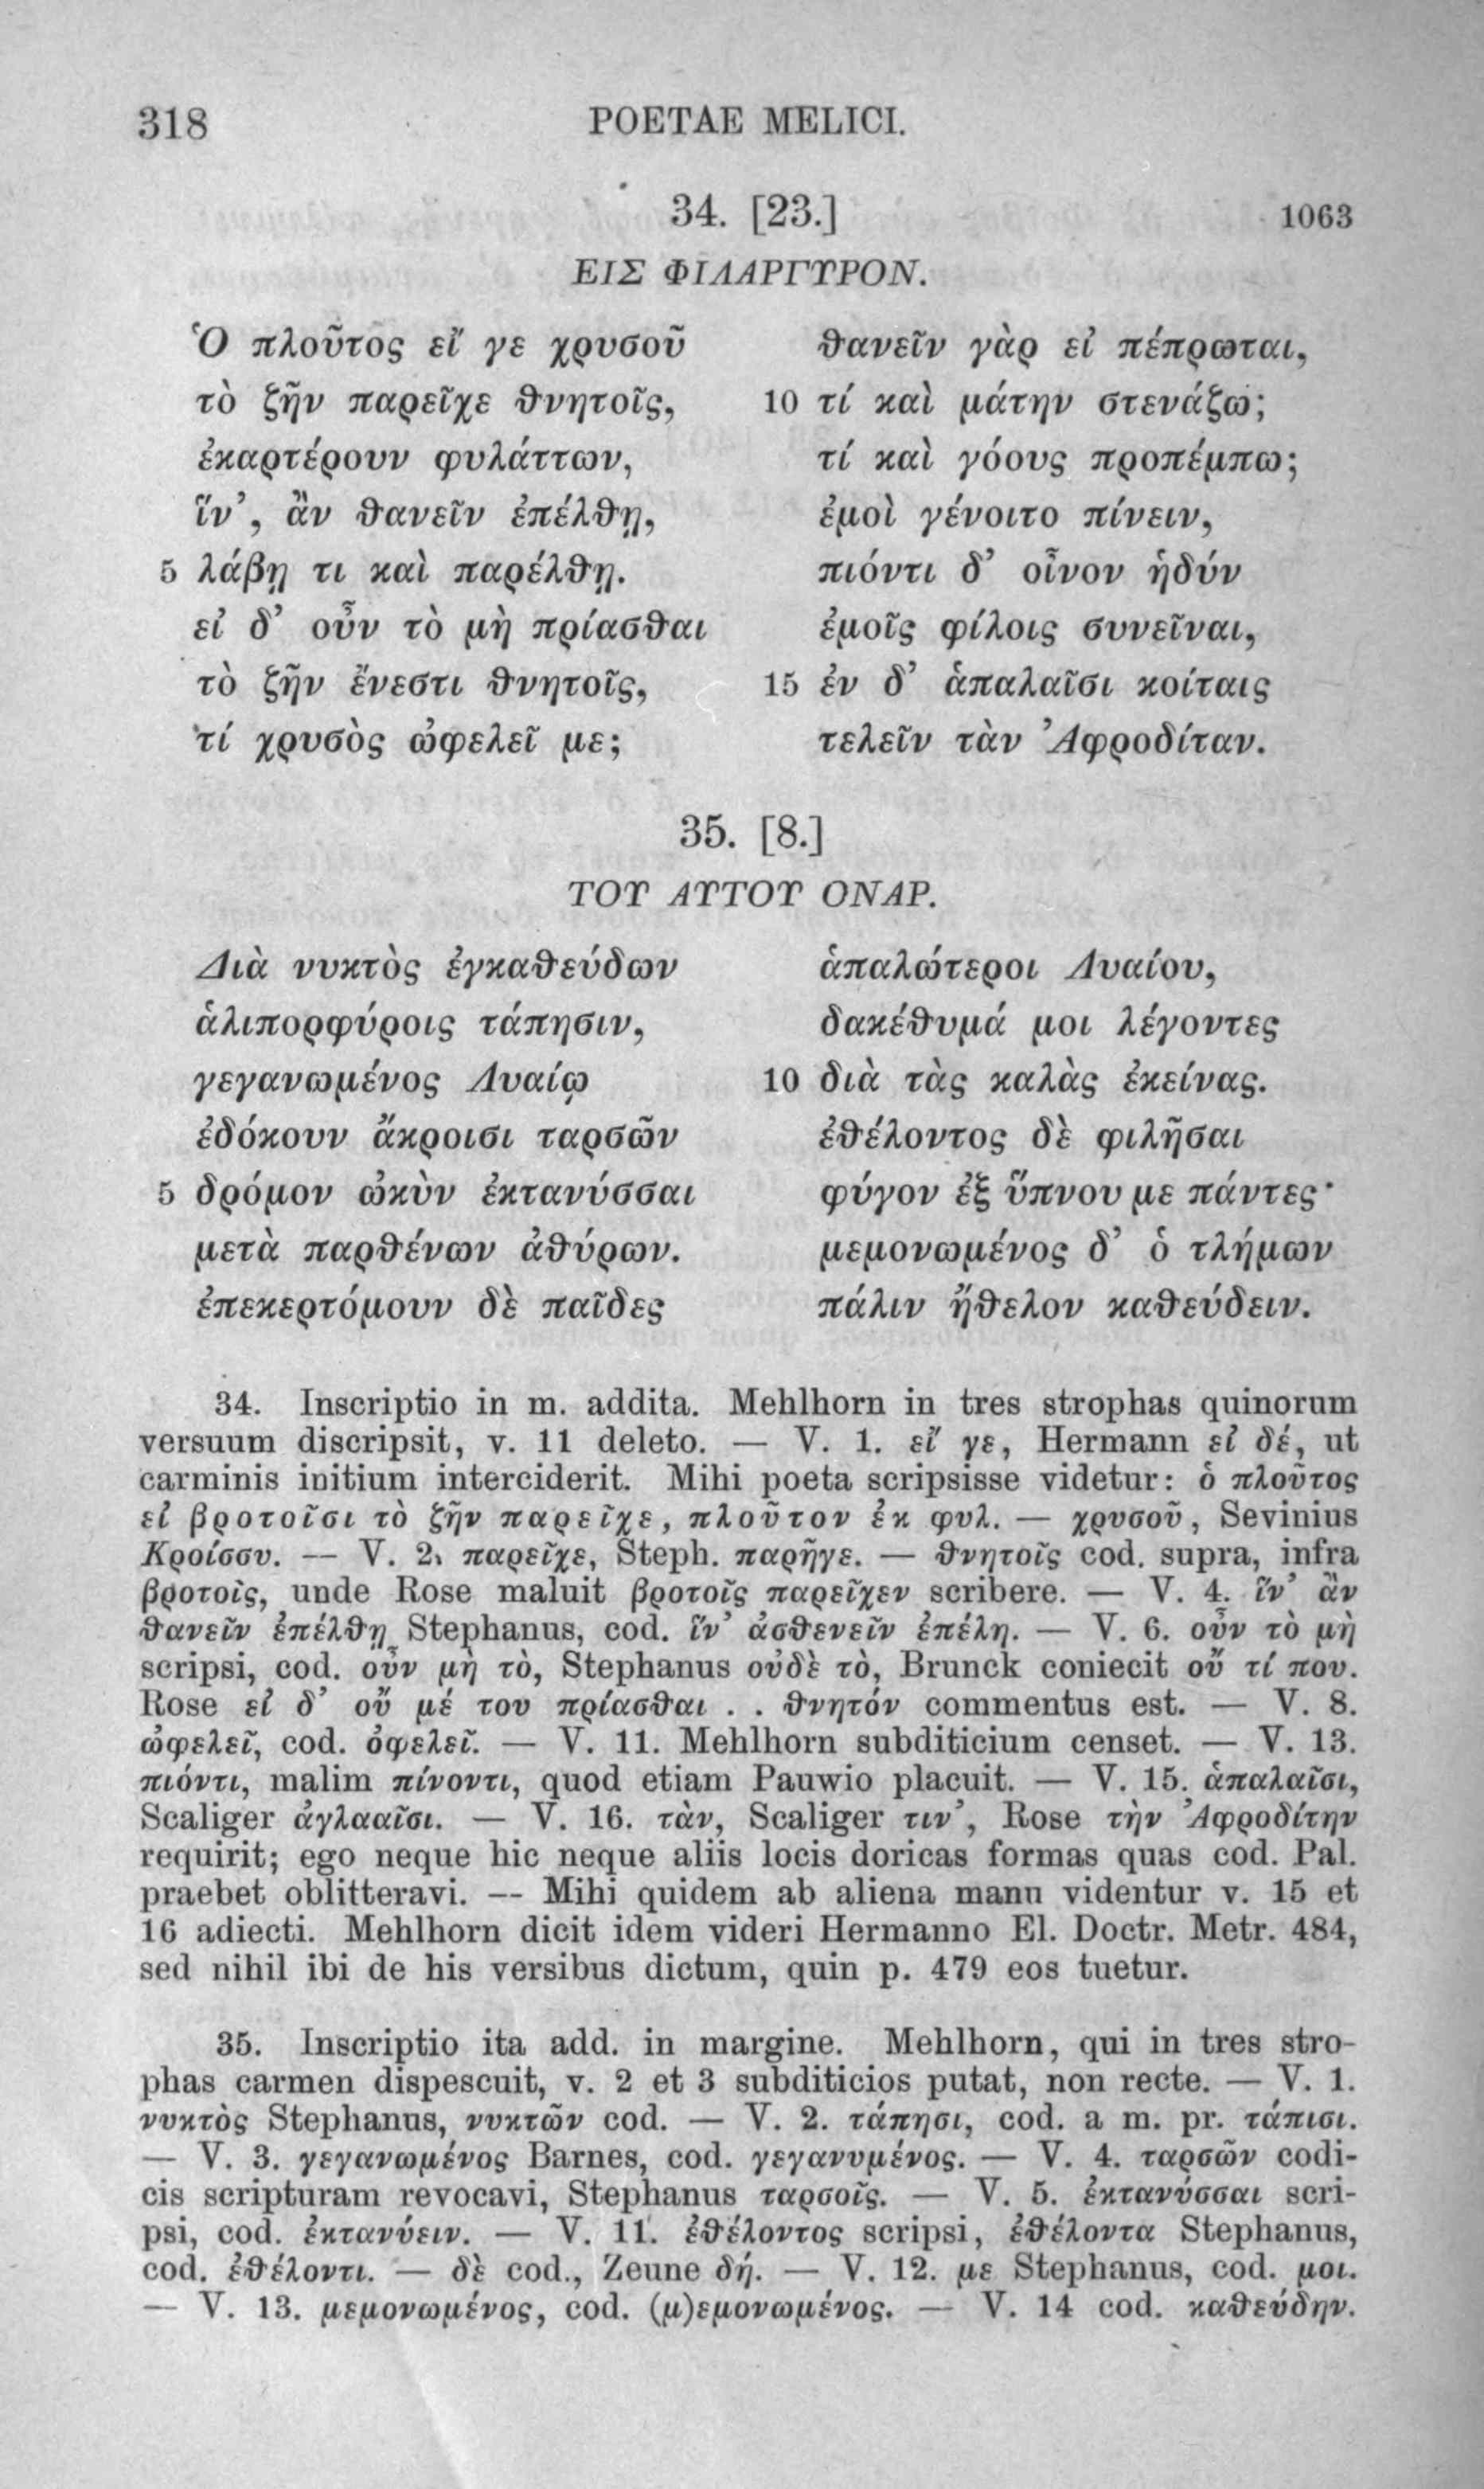 318
POETAE MELICI.
34. [23.]
1063
ΕΙΣ ΦΙΛΑΡΓΥΡΟΝ.
Ὁ πλοῦτος εἴ γε χρυσοῦ
τὸ ζῆν παρεῖχε θνητοῖς,
ἐκαρτέρουν φυλάττων,
ἵν’, ἂν θανεῖν ἐπέλθῃ,
5 λάβῃ τι καὶ παρέλθῃ.
εἰ δ’ οὖν τὸ μὴ πρίασθαι
τὸ ζῆν ἔνεστι θνητοῖς,
τί χρυσὸς ὠφελεῖ με;
θανεῖν γὰρ εἰ πέπρωται,
10 τί καὶ μάτην στενάζω;
τί καὶ γόους προπέμπω;
ἐμοὶ γένοιτο πίνειν,
πιόντι δ’ οἶνον ἡδύν
ἐμοῖς φίλοις συνεῖναι,
15 ἐν δ’ ἁπαλαῖσι κοίταις
τελεῖν τὰν Ἀφροδίταν.
35. [8.]
ΤΟΥ ΑΥΤΟΥ ΟΝΑΡ.
Διὰ νυκτὸς ἐγκαθεύδων
ἁλιπορφύροις τάπησιν,
γεγανωμένος Λυαίῳ
ἐδόκουν ἄκροισι ταρσῶν
5 δρόμον ὠκὺν ἐκτανύσσαι
μετὰ παρθένων ἀθύρων.
ἐπεκερτόμουν δὲ παῖδες
ἁπαλώτεροι Λυαίου,
δακέθυμά μοι λέγοντες
10 διὰ τὰς καλὰς ἐκείνας.
ἐθέλοντος δὲ φιλῆσαι
φύγον ἐξ ὕπνου με πάντες·
μεμονωμένος δ’ ὁ τλήμων
πάλιν ἤθελον καθεύδειν.
34. Inscriptio in m. addita. Mehlhorn in tres strophas quinorum
versuum discripsit, v. 11 deleto. — V. 1. εἴ γε, Hermann εἰ δέ, ut
carminis initium interciderit. Mihi poeta scripsisse videtur: ὁ πλοῦτος
εἰ βροτοῖσι τὸ ζῆν παρεῖχε, πλοῦτον ἐκ φυλ. — χρυσοῦ, Sevinius
Κροίσου. — V. 2. παρεῖχε, Steph. παρῆγε. — θνητοῖς cod. supra, infra
βροτοῖς, unde Rose maluit βροτοῖς παρεῖχεν scribere. — V. 4. ἵν’ ἂν
θανεῖν ἐπέλθῃ Stephanus, cod. ἵν’ ἀσθενεῖν ἐπέλη. — V. 6. οὖν τὸ μὴ
scripsi, cod. οὖν μὴ τὸ, Stephanus οὐδὲ τὸ, Brunck coniecit οὔ τί που.
Rose εἰ δ’ οὔ μέ του πρίασθαι . . θνητόν commentus est. — V. 8.
ὠφελεῖ, cod. ὀφελεῖ. — V. 11. Mehlhorn subditicium censet. — V. 13.
πιόντι, malim πίνοντι, quod etiam Pauwio placuit. — V. 15. ἁπαλαῖσι,
Scaliger ἀγλααῖσι. — V. 16. τὰν, Scaliger τιν’, Rose τὴν Ἀφροδίτην
requirit; ego neque hic neque aliis locis doricas formas quas cod. Pal.
praebet oblitteravi. — Mihi quidem ab aliena manu videntur v. 15 et
16 adiecti. Mehlhorn dicit idem videri Hermanno El. Doctr. Metr. 484,
sed nihil ibi de his versibus dictum, quin p. 479 eos tuetur.
35. Inscriptio ita add. in margine. Mehlhorn, qui in tres stro-
phas carmen dispescuit, v. 2 et 3 subditicios putat, non recte. — V. 1.
νυκτὸς Stephanus, νυκτῶν cod. — V. 2. τάπησι, cod. a m. pr. τάπισι.
— V. 3. γεγανωμένος Barnes, cod. γεγανυμένος. — V. 4. ταρσῶν codi-
cis scripturam revocavi, Stephanus ταρσοῖς. — V. 5. ἐκτανύσσαι scri-
psi, cod. ἐκτανύειν. — V. 11. ἐθέλοντος scripsi, ἐθέλοντα Stephanus,
cod. ἐθέλοντι. — δὲ cod., Zeune δή. — V. 12. με Stephanus, cod. μοι.
— V. 13. μεμονωμένος, cod. (μ)εμονωμένος. — V. 14 cod. καθεύδην.